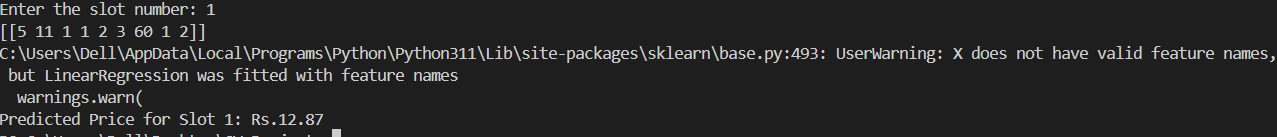 Enter the slot number: 1
[[5 11 1 1 2 3 60 1 2]]
C:\Users\Dell\AppData\Local\Programs\Python\Python311\Lib\site-packages\sklearn\base.py:493: UserWarning: X does not have valid feature names,
 but LinearRegression was fitted with feature names
  warnings.warn(
Predicted Price for Slot 1: Rs.12.87